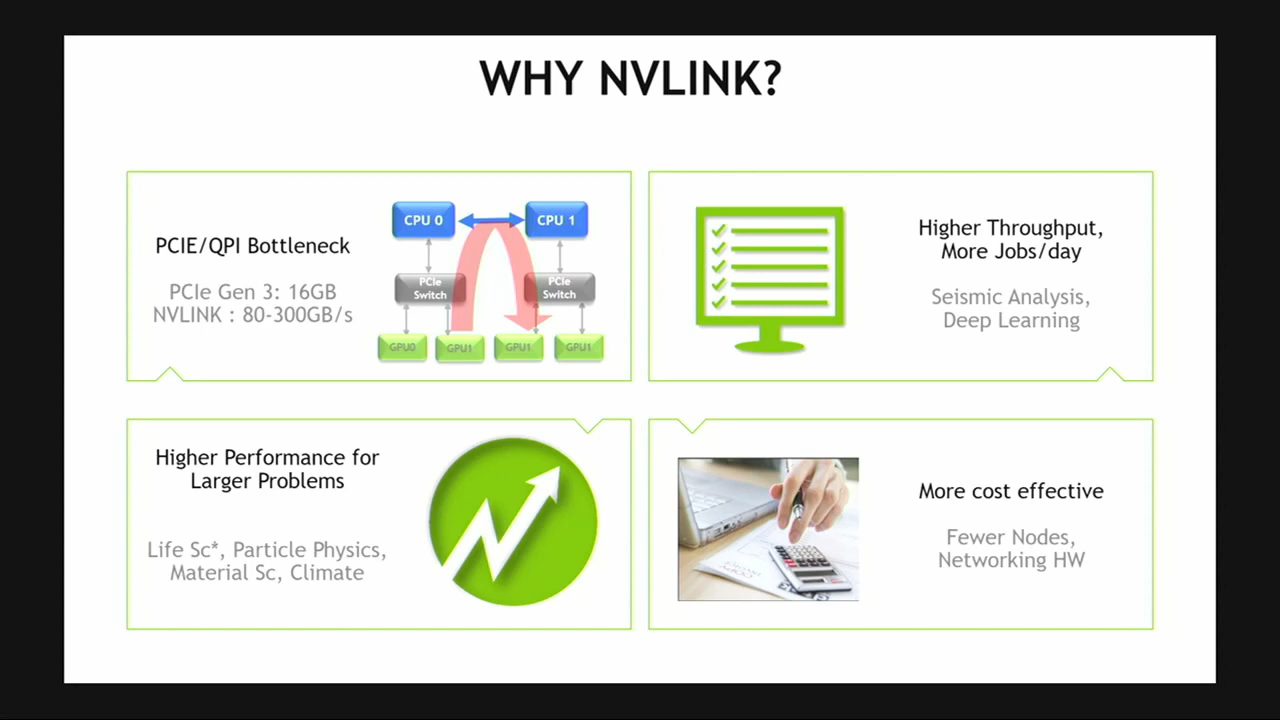 WHY NVLINK?
PCIE/QPI Bottleneck
PCIe Gen 3: 16GB
NVLINK : 80-300GB/s
CPU 0
CPU 1
PCIe
Switch
PCIe
Switch
GPU0
GPU1
GPU1
GPU1
Higher Throughput,
More Jobs/day
Seismic Analysis,
Deep Learning
Higher Performance for
Larger Problems
Life Sc*, Particle Physics,
Material Sc, Climate
More cost effective
Fewer Nodes,
Networking HW